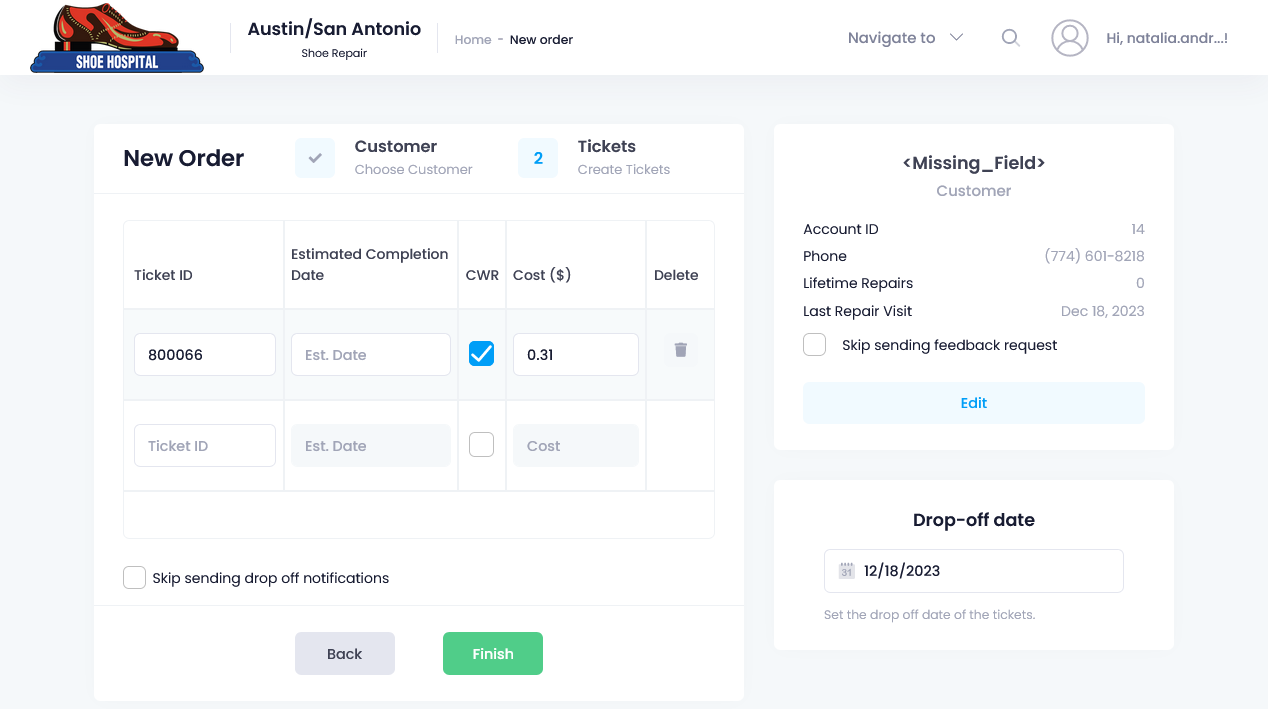 SHOE HOSPITAL
Austin/San Antonio
Shoe Repair
Home - New order
Navigate to
Hi, natalia.andr...!
New Order
Customer
Choose Customer
2
Tickets
Create Tickets
Ticket ID
Estimated Completion
Date
CWR
Cost ($)
Delete
800066
Est. Date
0.31
Ticket ID
Est. Date
Cost
Skip sending drop off notifications
Back
Finish
<Missing_Field>
Customer
Account ID 14
Phone (774) 601-8218
Lifetime Repairs 0
Last Repair Visit Dec 18, 2023
Skip sending feedback request
Edit
Drop-off date
31 12/18/2023
Set the drop off date of the tickets.